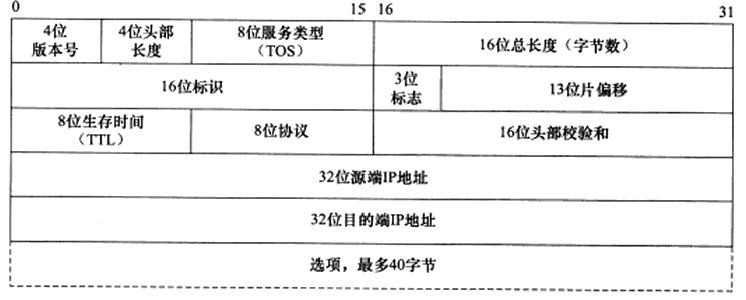 0 15 16 31
4位 4位头部 8位服务类型 16位总长度（字节数）
版本号 长度 （TOS）
16位标识 3位 13位片偏移
标志
8位生存时间 8位协议 16位头部校验和
（TTL）
32位源端IP地址
32位目的端IP地址
选项，最多40字节